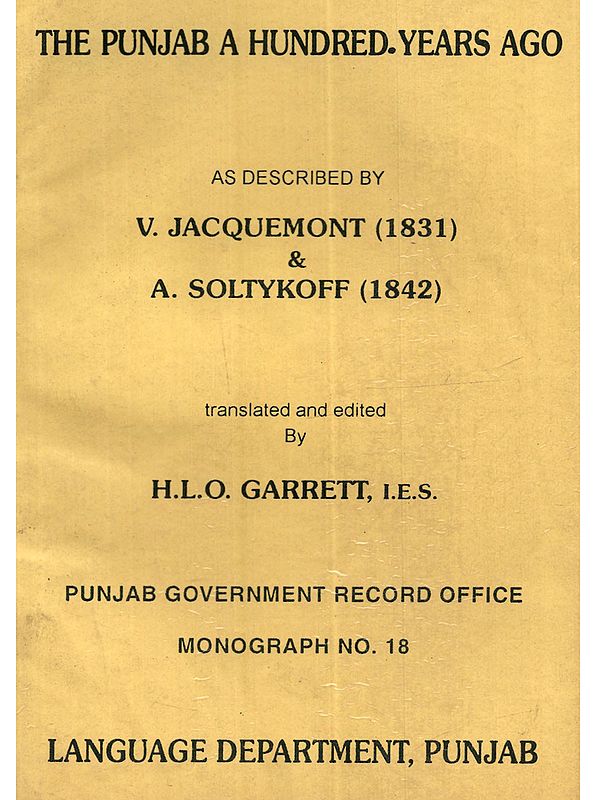 THE PUNJAB A HUNDRED.YEARS AGO
AS DESCRIBED BY
V. JACQUEMONT (1831)
&
A. SOLTYKOFF (1842)
translated and edited
By
H.L.O. GARRETT, I.E.S.
PUNJAB GOVERNMENT RECORD OFFICE
MONOGRAPH NO. 18
LANGUAGE DEPARTMENT, PUNJAB